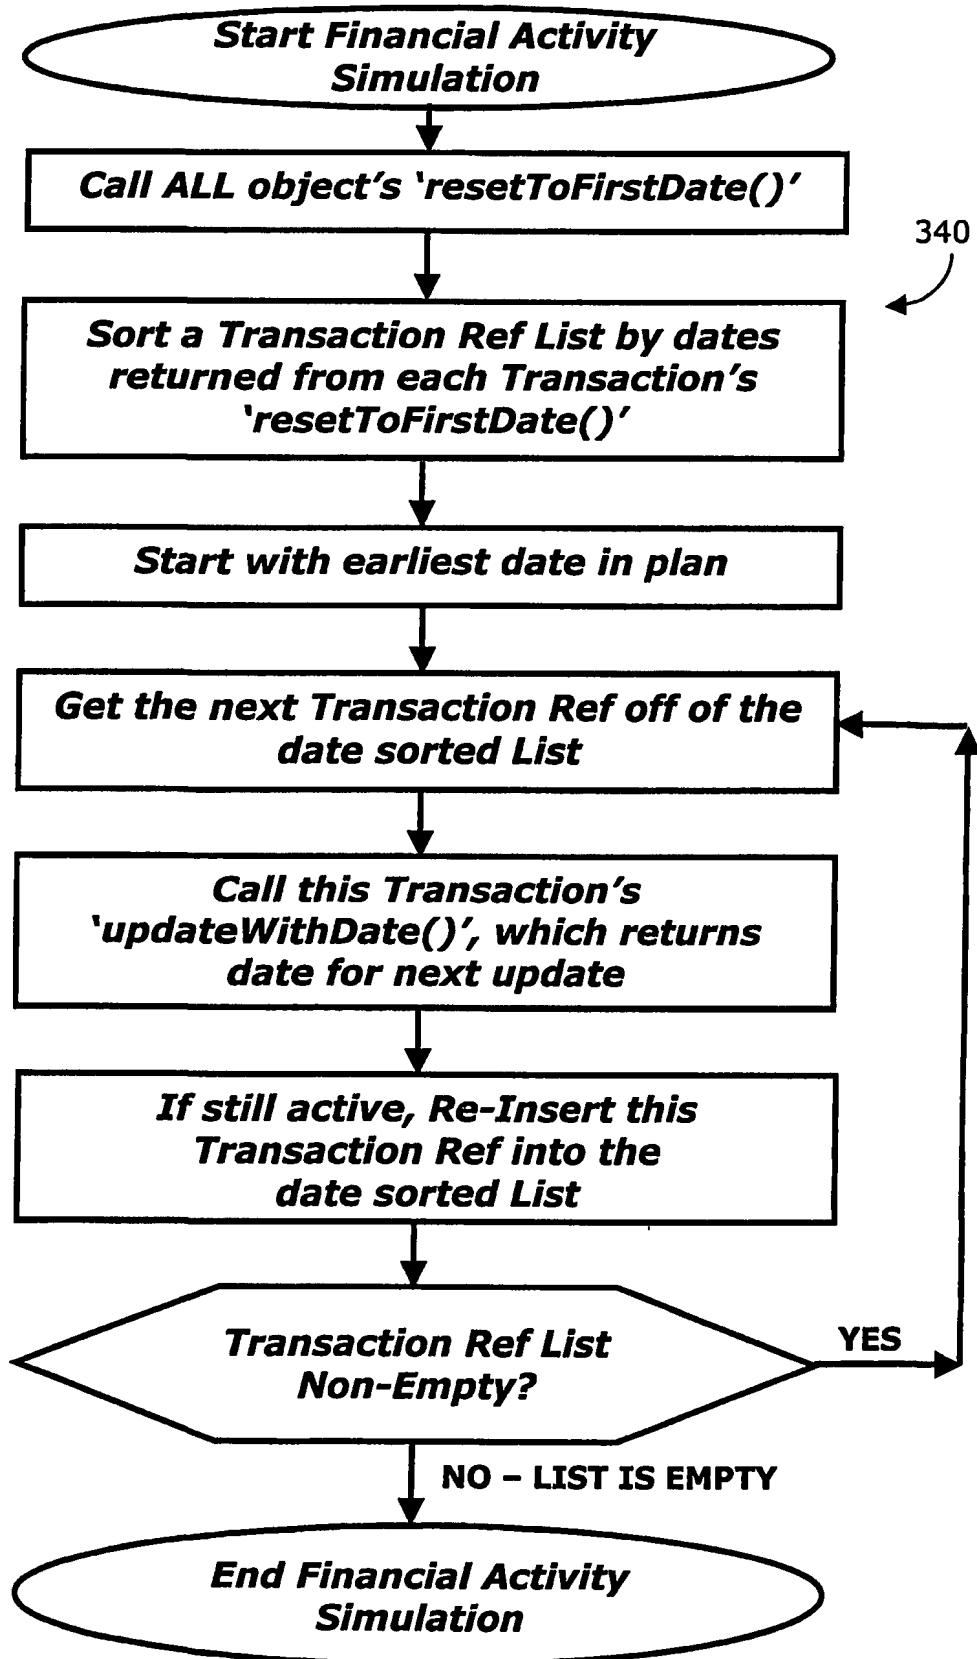 Start Financial Activity
Simulation
Call ALL object's 'resetToFirstDate()'
340
Sort a Transaction Ref List by dates
returned from each Transaction's
'resetToFirstDate()'
Start with earliest date in plan
Get the next Transaction Ref off of the
date sorted List
Call this Transaction's
'updateWithDate()', which returns
date for next update
If still active, Re-Insert this
Transaction Ref into the
date sorted List
Transaction Ref List
Non-Empty?
YES
NO – LIST IS EMPTY
End Financial Activity
Simulation